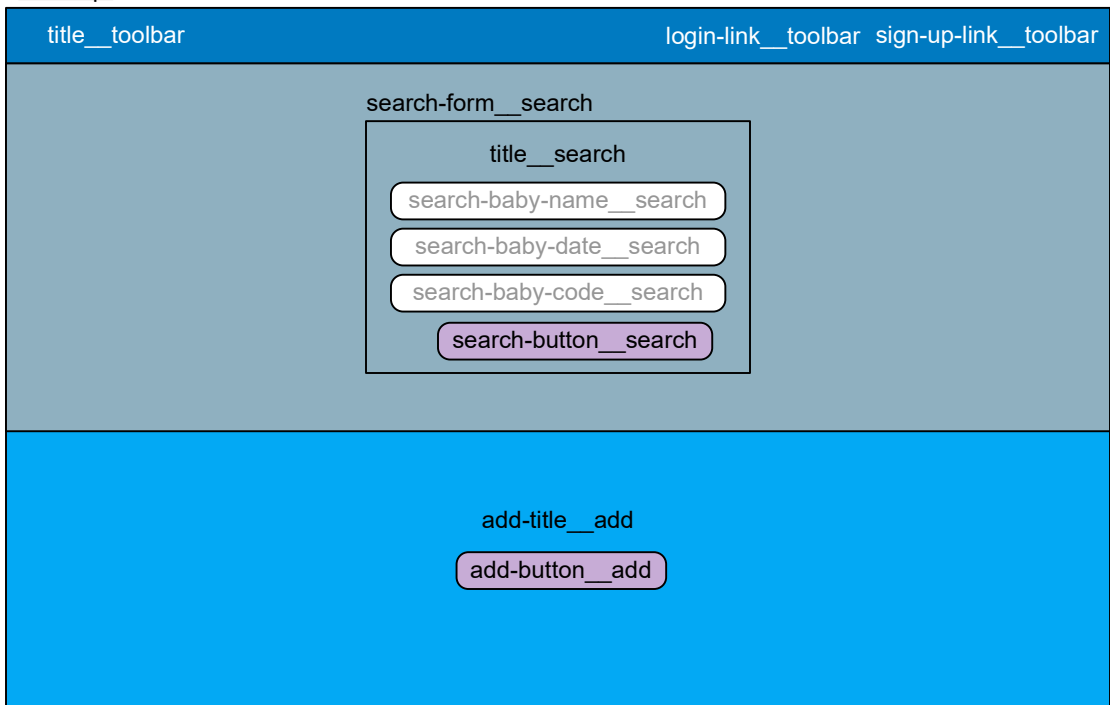 title__toolbar login-link__toolbar sign-up-link__toolbar
search-form__search
title__search
search-baby-name__search
search-baby-date__search
search-baby-code__search
search-button__search
add-title__add
add-button__add